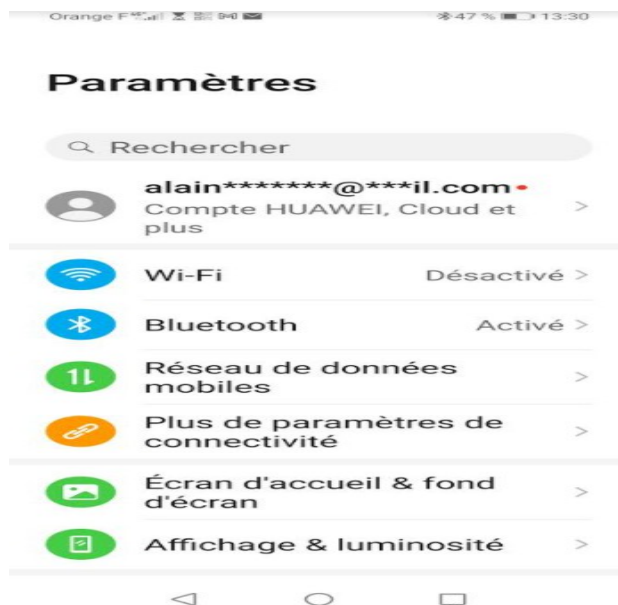 Orange F 47 % 13:30
Paramètres
Rechercher
alain*******@***il.com
Compte HUAWEI, Cloud et
plus
Wi-Fi Désactivé
Bluetooth Activé
Réseau de données
mobiles
Plus de paramètres de
connectivité
Écran d'accueil & fond
d'écran
Affichage & luminosité